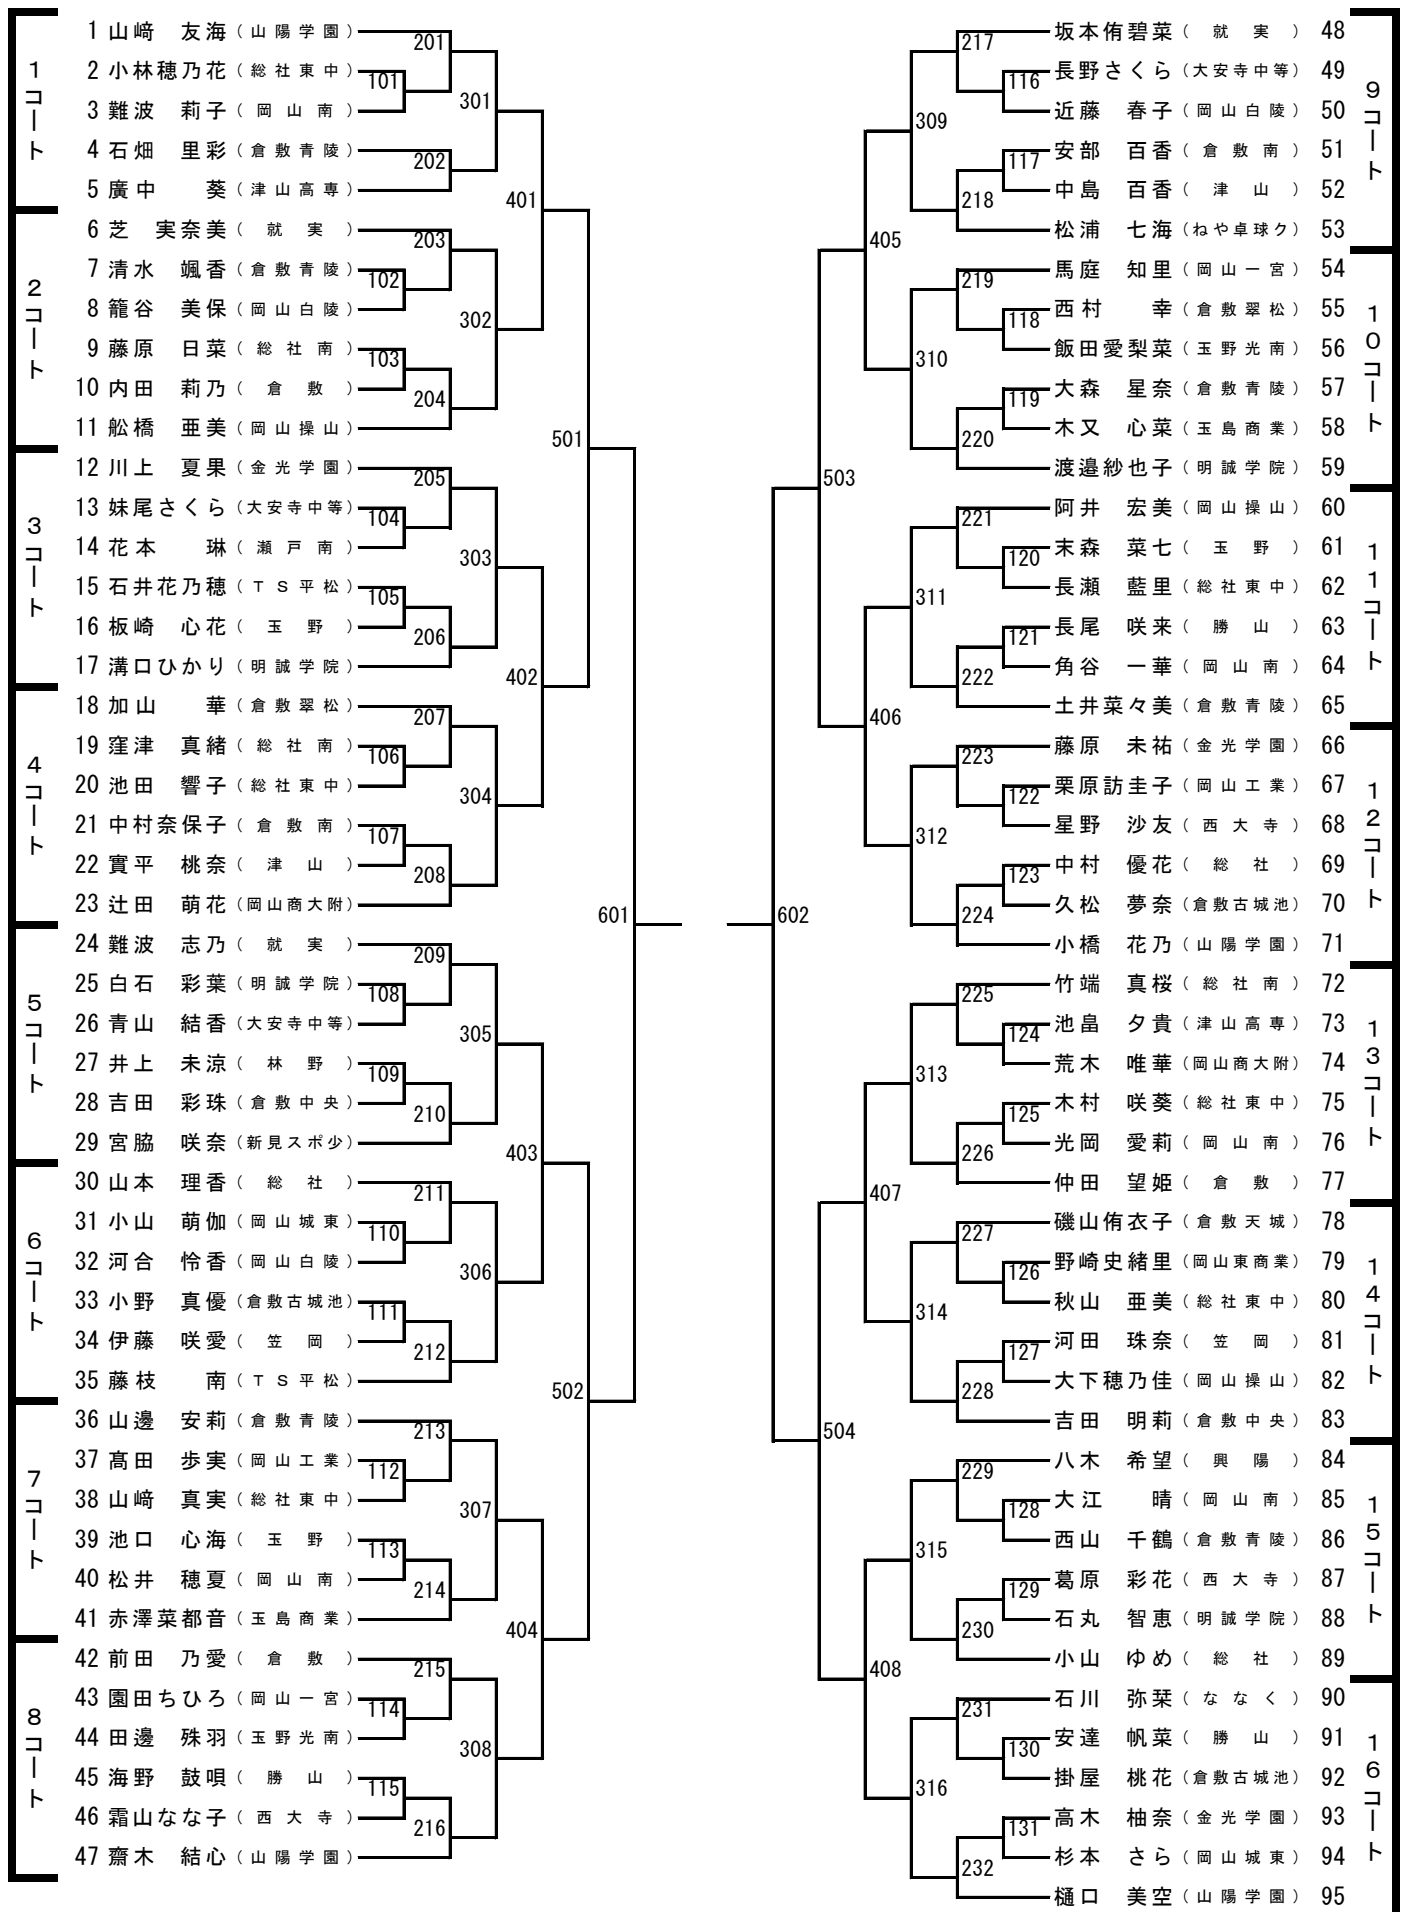 1コート
1 山﨑 友海（山陽学園）
2 小林穂乃花（総社東中）
3 難波 莉子（岡山南）
4 石畑 里彩（倉敷青陵）
5 廣中 葵（津山高専）
2コート
6 芝 実奈美（就実）
7 清水 颯香（倉敷青陵）
8 籠谷 美保（岡山白陵）
9 藤原 日菜（総社南）
10 内田 莉乃（倉敷）
11 舩橋 亜美（岡山操山）
3コート
12 川上 夏果（金光学園）
13 妹尾さくら（大安寺中等）
14 花本 琳（瀬戸南）
15 石井花乃穂（ＴＳ平松）
16 板崎 心花（玉野）
17 溝口ひかり（明誠学院）
4コート
18 加山 華（倉敷翠松）
19 窪津 真緒（総社南）
20 池田 響子（総社東中）
21 中村奈保子（倉敷南）
22 實平 桃奈（津山）
23 辻田 萌花（岡山商大附）
5コート
24 難波 志乃（就実）
25 白石 彩葉（明誠学院）
26 青山 結香（大安寺中等）
27 井上 未涼（林野）
28 吉田 彩珠（倉敷中央）
29 宮脇 咲奈（新見スポ少）
6コート
30 山本 理香（総社）
31 小山 萌伽（岡山城東）
32 河合 怜香（岡山白陵）
33 小野 真優（倉敷古城池）
34 伊藤 咲愛（笠岡）
35 藤枝 南（ＴＳ平松）
7コート
36 山邊 安莉（倉敷青陵）
37 髙田 歩実（岡山工業）
38 山﨑 真実（総社東中）
39 池口 心海（玉野）
40 松井 穂夏（岡山南）
41 赤澤菜都音（玉島商業）
8コート
42 前田 乃愛（倉敷）
43 園田ちひろ（岡山一宮）
44 田邊 殊羽（玉野光南）
45 海野 鼓唄（勝山）
46 霜山なな子（西大寺）
47 齋木 結心（山陽学園）
101
102
103
104
105
106
107
108
109
110
111
112
113
114
115
201
202
203
204
205
206
207
208
209
210
211
212
213
214
215
216
301
302
303
304
305
306
307
308
401
402
403
404
501
502
601
602
503
504
405
406
407
408
309
310
311
312
313
314
315
316
217
218
219
220
221
222
223
224
225
226
227
228
229
230
231
232
116
117
118
119
120
121
122
123
124
125
126
127
128
129
130
131
坂本侑碧菜（就実）48
長野さくら（大安寺中等）49
近藤 春子（岡山白陵）50
安部 百香（倉敷南）51
中島 百香（津山）52
松浦 七海（ねや卓球ク）53
9コート
馬庭 知里（岡山一宮）54
西村 幸（倉敷翠松）55
飯田愛梨菜（玉野光南）56
大森 星奈（倉敷青陵）57
木又 心菜（玉島商業）58
渡邉紗也子（明誠学院）59
10コート
阿井 宏美（岡山操山）60
末森 菜七（玉野）61
長瀬 藍里（総社東中）62
長尾 咲来（勝山）63
角谷 一華（岡山南）64
土井菜々美（倉敷青陵）65
11コート
藤原 未祐（金光学園）66
栗原訪圭子（岡山工業）67
星野 沙友（西大寺）68
中村 優花（総社）69
久松 夢奈（倉敷古城池）70
小橋 花乃（山陽学園）71
12コート
竹端 真桜（総社南）72
池畠 夕貴（津山高専）73
荒木 唯華（岡山商大附）74
木村 咲葵（総社東中）75
光岡 愛莉（岡山南）76
仲田 望姫（倉敷）77
13コート
磯山侑衣子（倉敷天城）78
野崎史緒里（岡山東商業）79
秋山 亜美（総社東中）80
河田 珠奈（笠岡）81
大下穂乃佳（岡山操山）82
吉田 明莉（倉敷中央）83
14コート
八木 希望（興陽）84
大江 晴（岡山南）85
西山 千鶴（倉敷青陵）86
葛原 彩花（西大寺）87
石丸 智恵（明誠学院）88
小山 ゆめ（総社）89
15コート
石川 弥栞（ななく）90
安達 帆菜（勝山）91
掛屋 桃花（倉敷古城池）92
高木 柚奈（金光学園）93
杉本 さら（岡山城東）94
樋口 美空（山陽学園）95
16コート